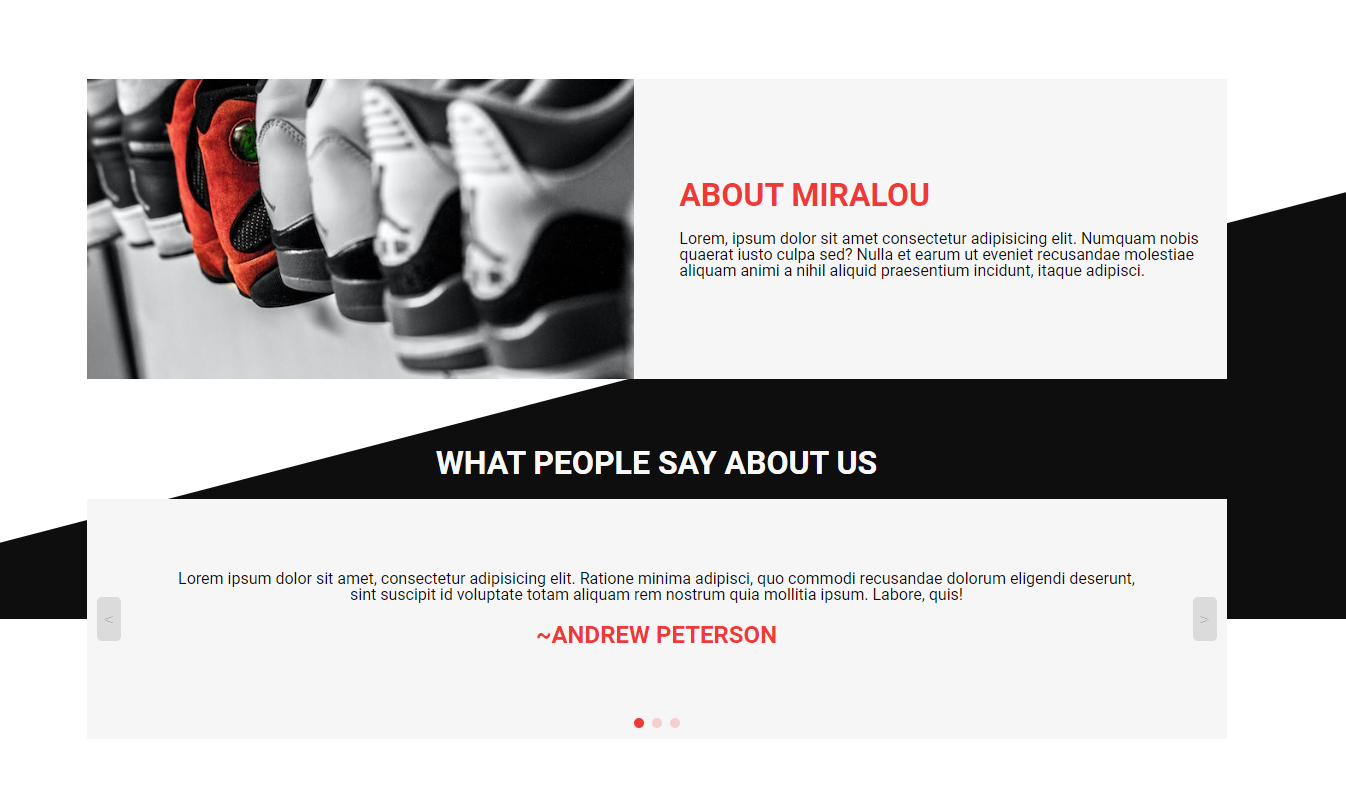 ABOUT MIRALOU
Lorem, ipsum dolor sit amet consectetur adipisicing elit. Numquam nobis
quaerat iusto culpa sed? Nulla et earum ut eveniet recusandae molestiae
aliquam animi a nihil aliquid praesentium incidunt, itaque adipisci.
WHAT PEOPLE SAY ABOUT US
Lorem ipsum dolor sit amet, consectetur adipisicing elit. Ratione minima adipisci, quo commodi recusandae dolorum eligendi deserunt,
sint suscipit id voluptate totam aliquam rem nostrum quia mollitia ipsum. Labore, quis!
<
>
~ANDREW PETERSON